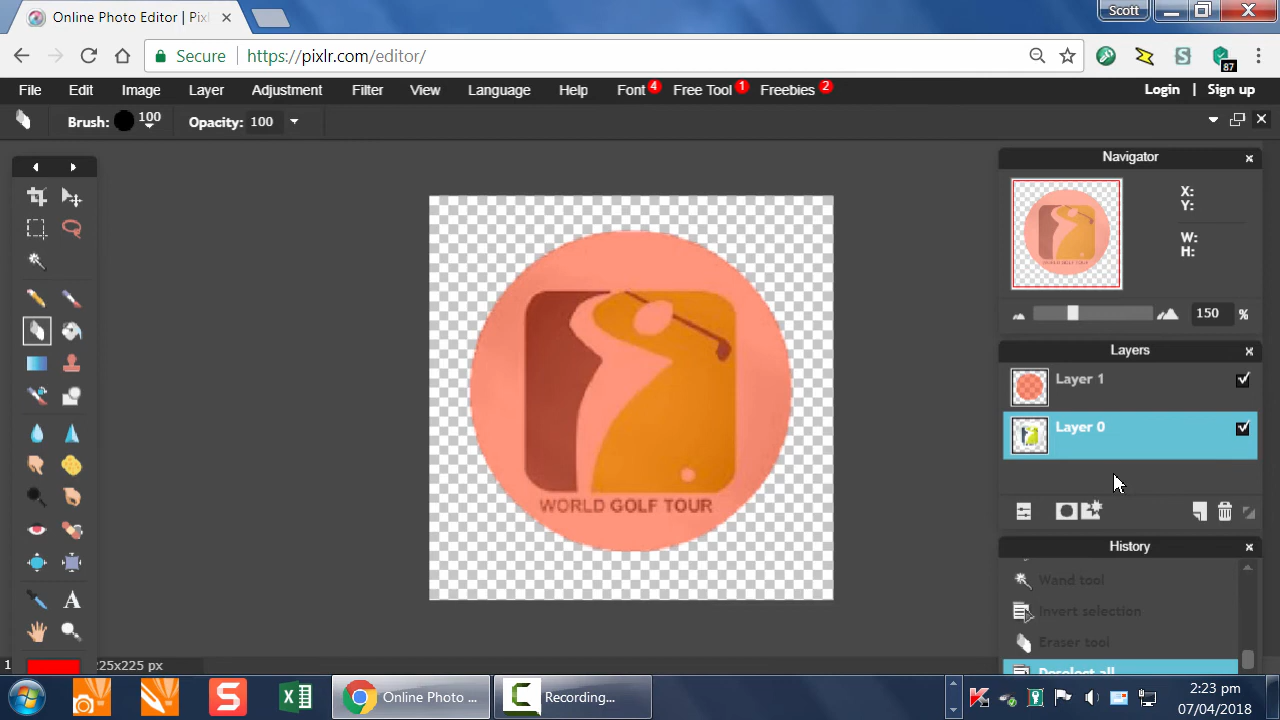 Online Photo Editor | Pixl
Scott
Secure
https://pixlr.com/editor/
87
File Edit Image Layer Adjustment Filter View Language Help Font 4 Free Tool 1 Freebies 2 Login | Sign up
Brush: 100 Opacity: 100
Navigator
X:
Y:
W:
H:
150 %
Layers
Layer 1
Layer 0
WORLD GOLF TOUR
History
Wand tool
Invert selection
Eraser tool
Deselect all
1
225x225 px
Online Photo ...
Recording...
2:23 pm
07/04/2018